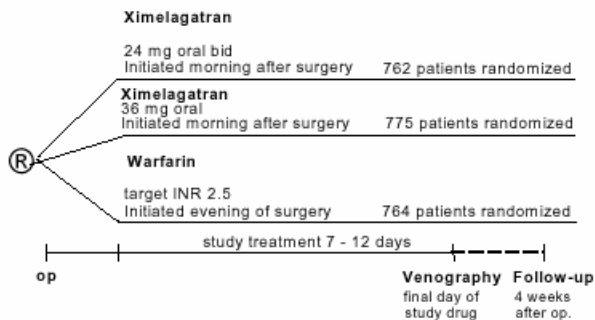 Ximelagatran
24 mg oral bid
Initiated morning after surgery 762 patients randomized
Ximelagatran
36 mg oral
Initiated morning after surgery 775 patients randomized
R
Warfarin
target INR 2.5
Initiated evening of surgery 764 patients randomized
study treatment 7 - 12 days
op
Venography Follow-up
final day of 4 weeks
study drug after op.